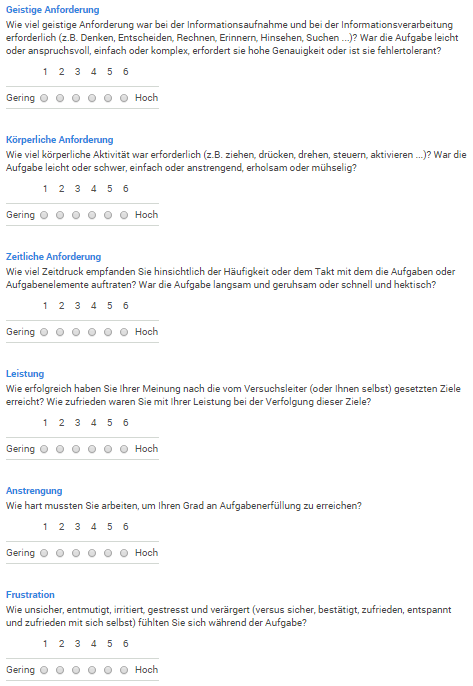 Geistige Anforderung
Wie viel geistige Anforderung war bei der Informationsaufnahme und bei der Informationsverarbeitung
erforderlich (z.B. Denken, Entscheiden, Rechnen, Erinnern, Hinsehen, Suchen ...)? War die Aufgabe leicht
oder anspruchsvoll, einfach oder komplex, erfordert sie hohe Genauigkeit oder ist sie fehlertolerant?
1 2 3 4 5 6
Gering Hoch
Körperliche Anforderung
Wie viel körperliche Aktivität war erforderlich (z.B. ziehen, drücken, drehen, steuern, aktivieren ...)? War die
Aufgabe leicht oder schwer, einfach oder anstrengend, erholsam oder mühselig?
1 2 3 4 5 6
Gering Hoch
Zeitliche Anforderung
Wie viel Zeitdruck empfanden Sie hinsichtlich der Häufigkeit oder dem Takt mit dem die Aufgaben oder
Aufgabenelemente auftraten? War die Aufgabe langsam und geruhsam oder schnell und hektisch?
1 2 3 4 5 6
Gering Hoch
Leistung
Wie erfolgreich haben Sie Ihrer Meinung nach die vom Versuchsleiter (oder Ihnen selbst) gesetzten Ziele
erreicht? Wie zufrieden waren Sie mit Ihrer Leistung bei der Verfolgung dieser Ziele?
1 2 3 4 5 6
Gering Hoch
Anstrengung
Wie hart mussten Sie arbeiten, um Ihren Grad an Aufgabenerfüllung zu erreichen?
1 2 3 4 5 6
Gering Hoch
Frustration
Wie unsicher, entmutigt, irritiert, gestresst und verärgert (versus sicher, bestätigt, zufrieden, entspannt
und zufrieden mit sich selbst) fühlten Sie sich während der Aufgabe?
1 2 3 4 5 6
Gering Hoch